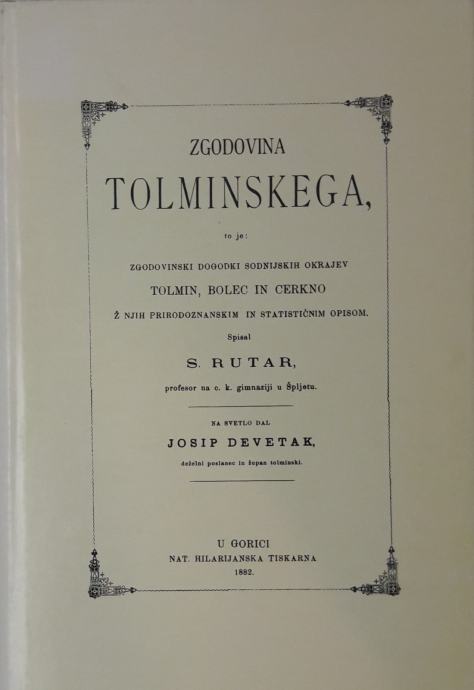 ZGODOVINA
TOLMINSKEGA,
to je:
ZGODOVINSKI DOGODKI SODNIJSKIH OKRAJEV
TOLMIN, BOLEC IN CERKNO
Ž NJIH PRIRODOZNANSKIM IN STATISTIČNIM OPISOM.
Spisal
S. RUTAR,
profesor na c. k. gimnaziji u Špljetu.
NA SVETLO DAL
JOSIP DEVETAK,
deželni poslanec in župan tolminski.
U GORICI
NAT. HILARIJANSKA TISKARNA
1882.